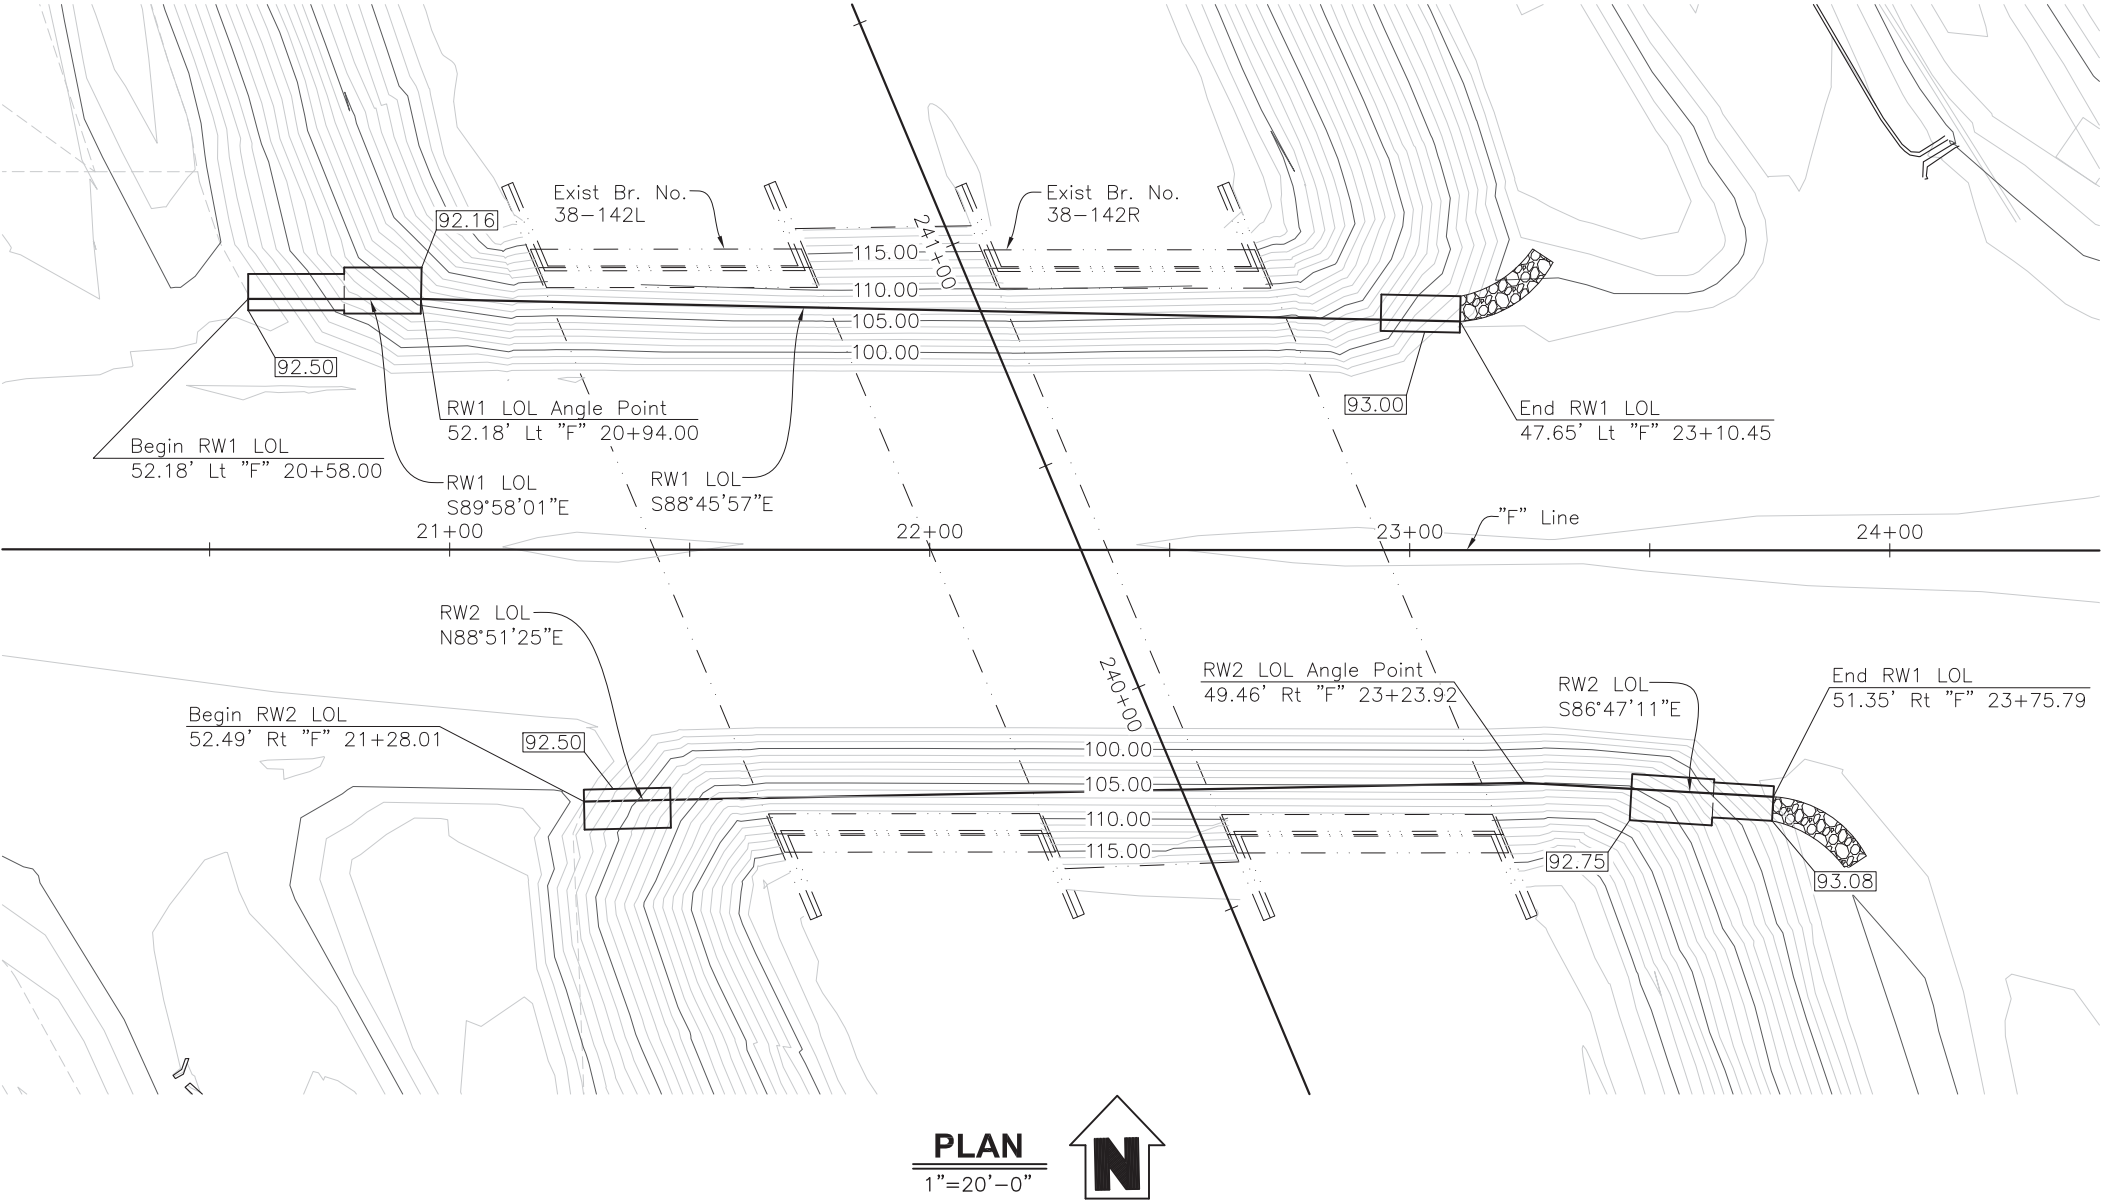 Exist Br. No.
38-142L
Exist Br. No.
38-142R
92.16
241+00
115.00
110.00
105.00
100.00
92.50
93.00
RW1 LOL Angle Point
52.18' Lt "F" 20+94.00
End RW1 LOL
47.65' Lt "F" 23+10.45
Begin RW1 LOL
52.18' Lt "F" 20+58.00
RW1 LOL
S89°58'01"E
RW1 LOL
S88°45'57"E
"F" Line
21+00
22+00
23+00
24+00
RW2 LOL
N88°51'25"E
240+00
RW2 LOL Angle Point
49.46' Rt "F" 23+23.92
RW2 LOL
S86°47'11"E
End RW1 LOL
51.35' Rt "F" 23+75.79
Begin RW2 LOL
52.49' Rt "F" 21+28.01
92.50
100.00
105.00
110.00
115.00
92.75
93.08
PLAN
1"=20'-0"
N